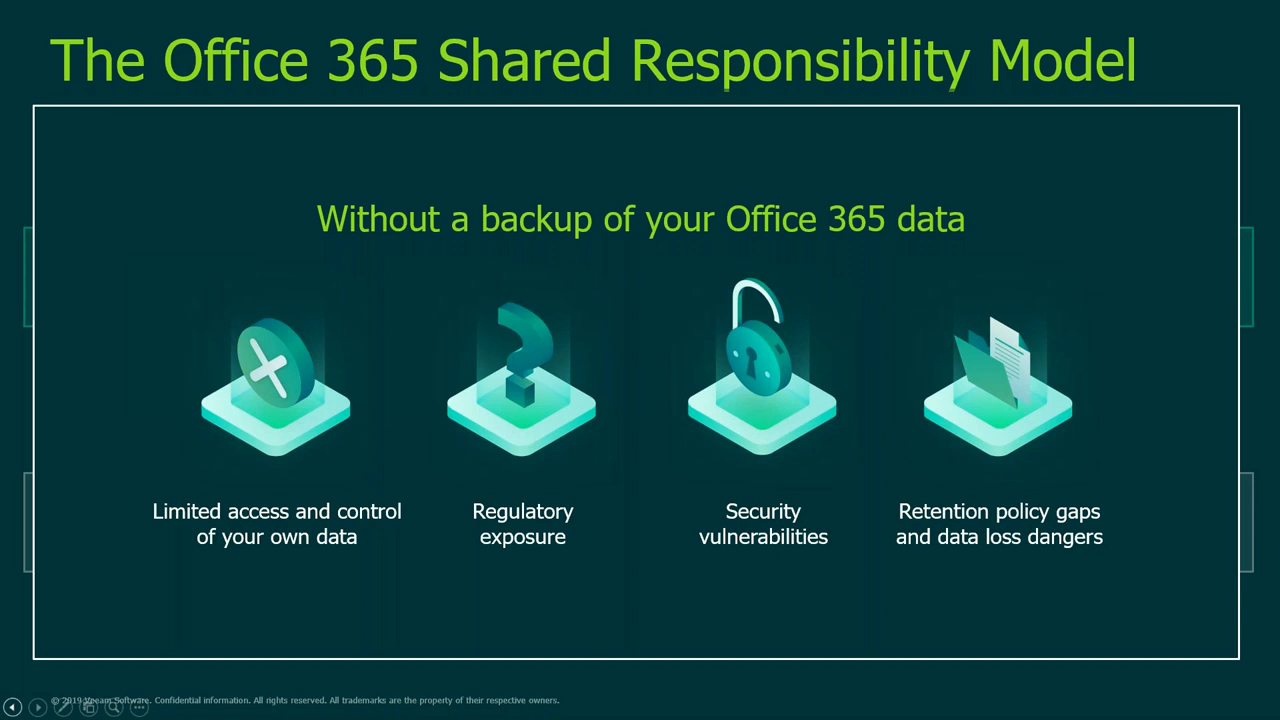 The Office 365 Shared Responsibility Model
Without a backup of your Office 365 data
Limited access and control
of your own data
Regulatory
exposure
Security
vulnerabilities
Retention policy gaps
and data loss dangers
© 2019 Veeam Software. Confidential information. All rights reserved. All trademarks are the property of their respective owners.